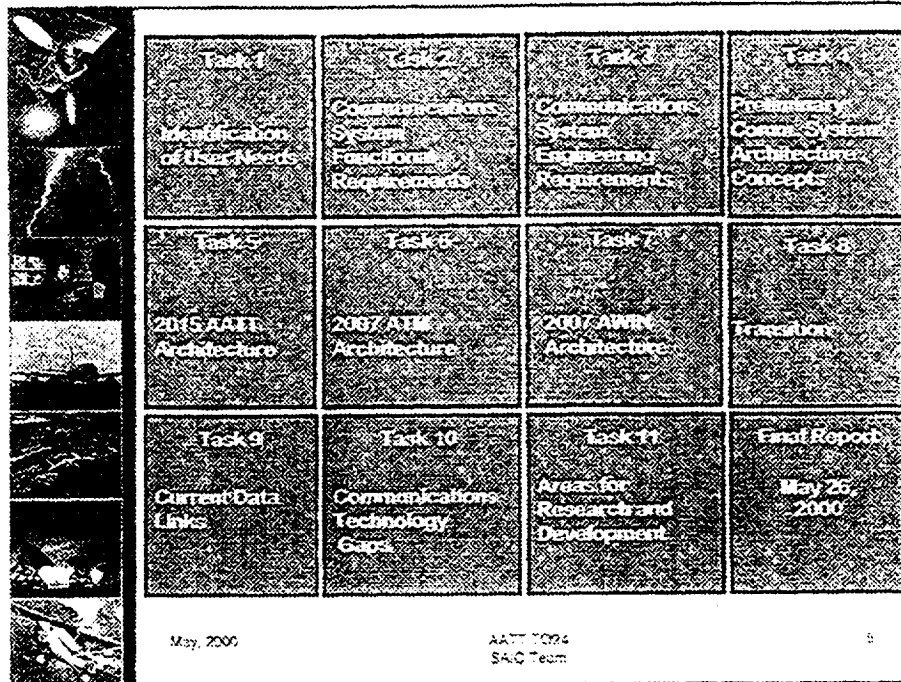 Task 1
Identification
of User Needs
Task 2
Communications
System
Functional
Requirements
Task 3
Communications
System
Engineering
Requirements
Task 4
Preliminary
Comm. System
Architecture
Concepts
Task 5
2015 AATT
Architecture
Task 6
2007 ATM
Architecture
Task 7
2007 AWIN
Architecture
Task 8
Transition
Task 9
Current Data
Links
Task 10
Communications
Technology
Gaps
Task 11
Areas for
Research and
Development
Final Report
May 26,
2000
May, 2000
AATT TO24
SAIC Team